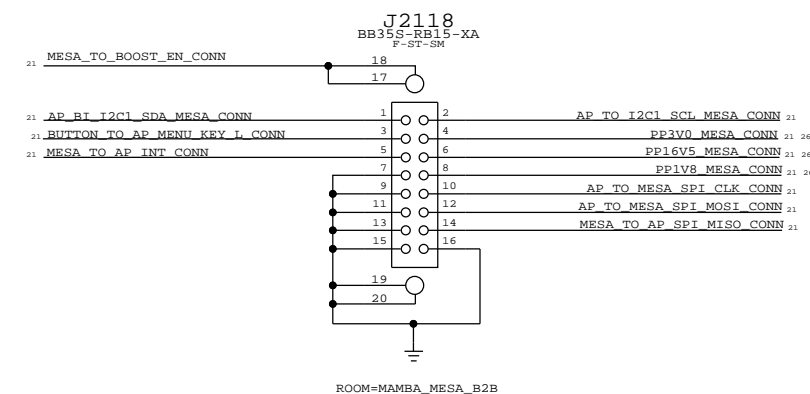 J2118
BB35S-RB15-XA
F-ST-SM
21 MESA_TO_BOOST_EN_CONN 18
17
21 AP_BI_I2C1_SDA_MESA_CONN 1 2 AP_TO_I2C1_SCL_MESA_CONN 21
21 BUTTON_TO_AP_MENU_KEY_L_CONN 3 4 PP3V0_MESA_CONN 21 26
21 MESA_TO_AP_INT_CONN 5 6 PP16V5_MESA_CONN 21 26
7 8 PP1V8_MESA_CONN 21
9 10 AP_TO_MESA_SPI_CLK_CONN 21
11 12 AP_TO_MESA_SPI_MOSI_CONN 21
13 14 MESA_TO_AP_SPI_MISO_CONN 21
15 16
19
20
ROOM=MAMBA_MESA_B2B